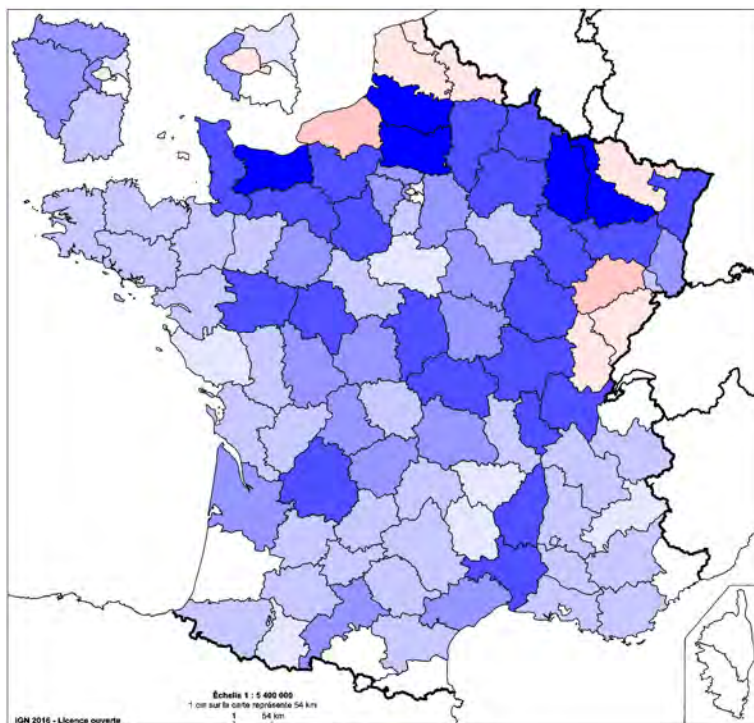 Échelle 1 : 5 400 000
1 cm sur la carte représente 54 km
1 54 km
IGN 2016 - Licence ouverte